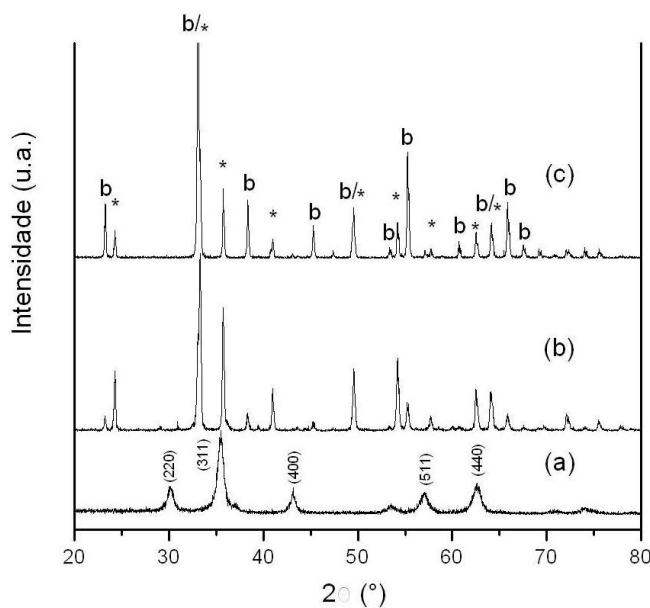 b/*
b
*
*
b
*
b
b/*
b
*
b
*
b
*
b/*
b
b
(c)
(b)
(a)
(220)
(311)
(400)
(511)
(440)
Intensidade (u.a.)
20 30 40 50 60 70 80
2θ (°)